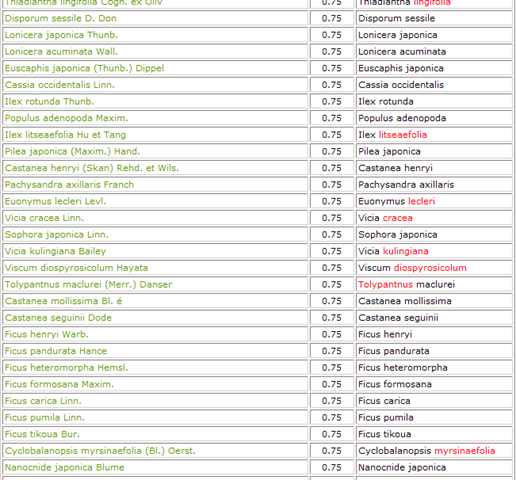 Thladiantha lingifolia Cogn. ex Oliv 0.75 Thladiantha lingifolia
Disporum sessile D. Don 0.75 Disporum sessile
Lonicera japonica Thunb. 0.75 Lonicera japonica
Lonicera acuminata Wall. 0.75 Lonicera acuminata
Euscaphis japonica (Thunb.) Dippel 0.75 Euscaphis japonica
Cassia occidentalis Linn. 0.75 Cassia occidentalis
Ilex rotunda Thunb. 0.75 Ilex rotunda
Populus adenopoda Maxim. 0.75 Populus adenopoda
Ilex litseaefolia Hu et Tang 0.75 Ilex litseaefolia
Pilea japonica (Maxim.) Hand. 0.75 Pilea japonica
Castanea henryi (Skan) Rehd. et Wils. 0.75 Castanea henryi
Pachysandra axillaris Franch 0.75 Pachysandra axillaris
Euonymus lecleri Levl. 0.75 Euonymus lecleri
Vicia cracea Linn. 0.75 Vicia cracea
Sophora japonica Linn. 0.75 Sophora japonica
Vicia kulingiana Bailey 0.75 Vicia kulingiana
Viscum diospyrosicolum Hayata 0.75 Viscum diospyrosicolum
Tolypantnus maclurei (Merr.) Danser 0.75 Tolypantnus maclurei
Castanea mollissima Bl. é 0.75 Castanea mollissima
Castanea seguinii Dode 0.75 Castanea seguinii
Ficus henryi Warb. 0.75 Ficus henryi
Ficus pandurata Hance 0.75 Ficus pandurata
Ficus heteromorpha Hemsl. 0.75 Ficus heteromorpha
Ficus formosana Maxim. 0.75 Ficus formosana
Ficus carica Linn. 0.75 Ficus carica
Ficus pumila Linn. 0.75 Ficus pumila
Ficus tikoua Bur. 0.75 Ficus tikoua
Cyclobalanopsis myrsinaefolia (Bl.) Oerst. 0.75 Cyclobalanopsis myrsinaefolia
Nanocnide japonica Blume 0.75 Nanocnide japonica